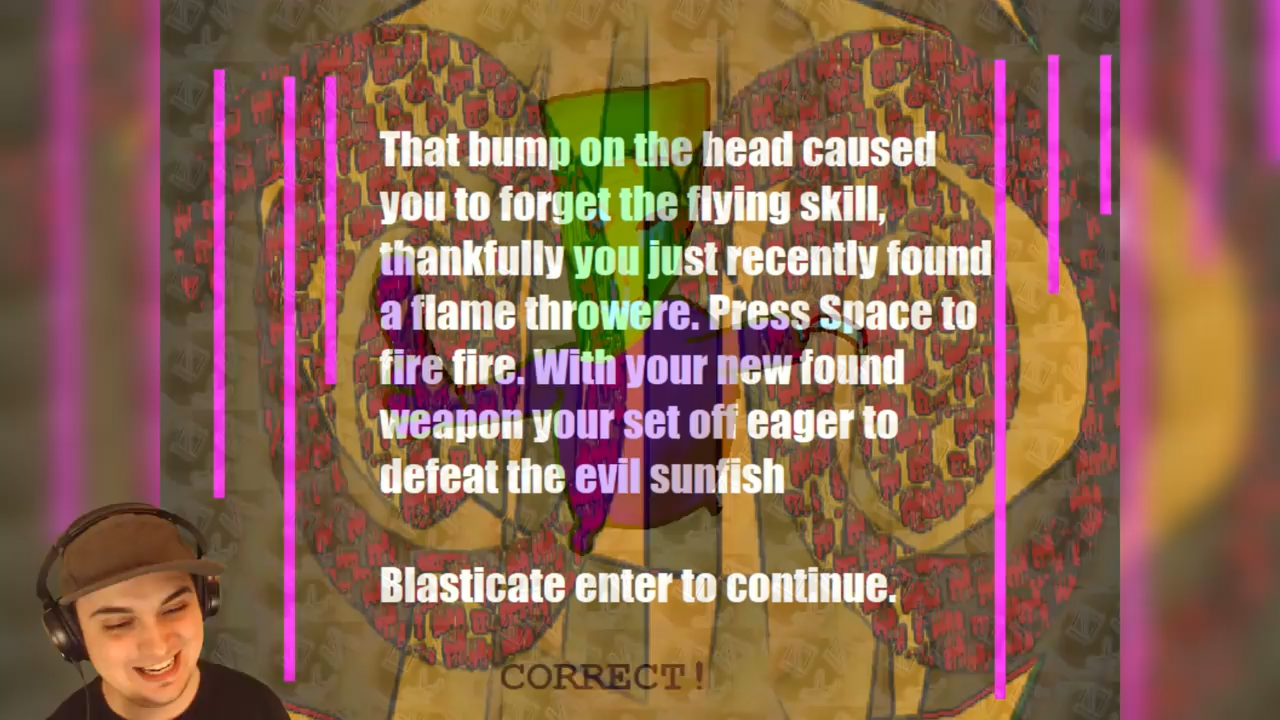 That bump on the head caused
you to forget the flying skill,
thankfully you just recently found
a flame throwere. Press Space to
fire fire. With your new found
weapon your set off eager to
defeat the evil sunfish
Blasticate enter to continue.
CORRECT!